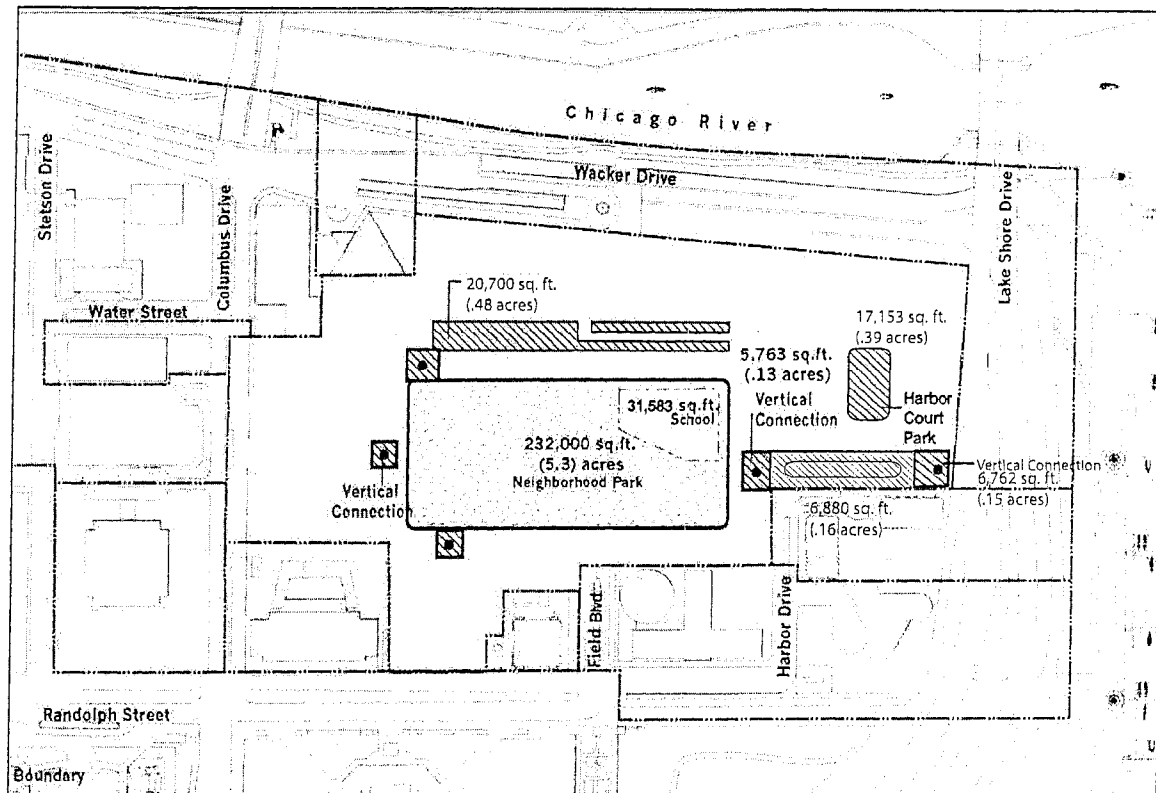 Chicago River
Wacker Drive
Stetson Drive
Columbus Drive
Lake Shore Drive
Water Street
20,700 sq. ft.
(.48 acres)
17,153 sq. ft.
(.39 acres)
5,763 sq.ft.
(.13 acres)
Vertical
Connection
Harbor
Court
Park
31,583 sq.ft.
School
232,000 sq.ft.
(5.3) acres
Neighborhood Park
Vertical
Connection
Vertical Connection
6,762 sq. ft.
(.15 acres)
6,880 sq. ft.
(.16 acres)
Field Blvd.
Harbor Drive
Randolph Street
Boundary